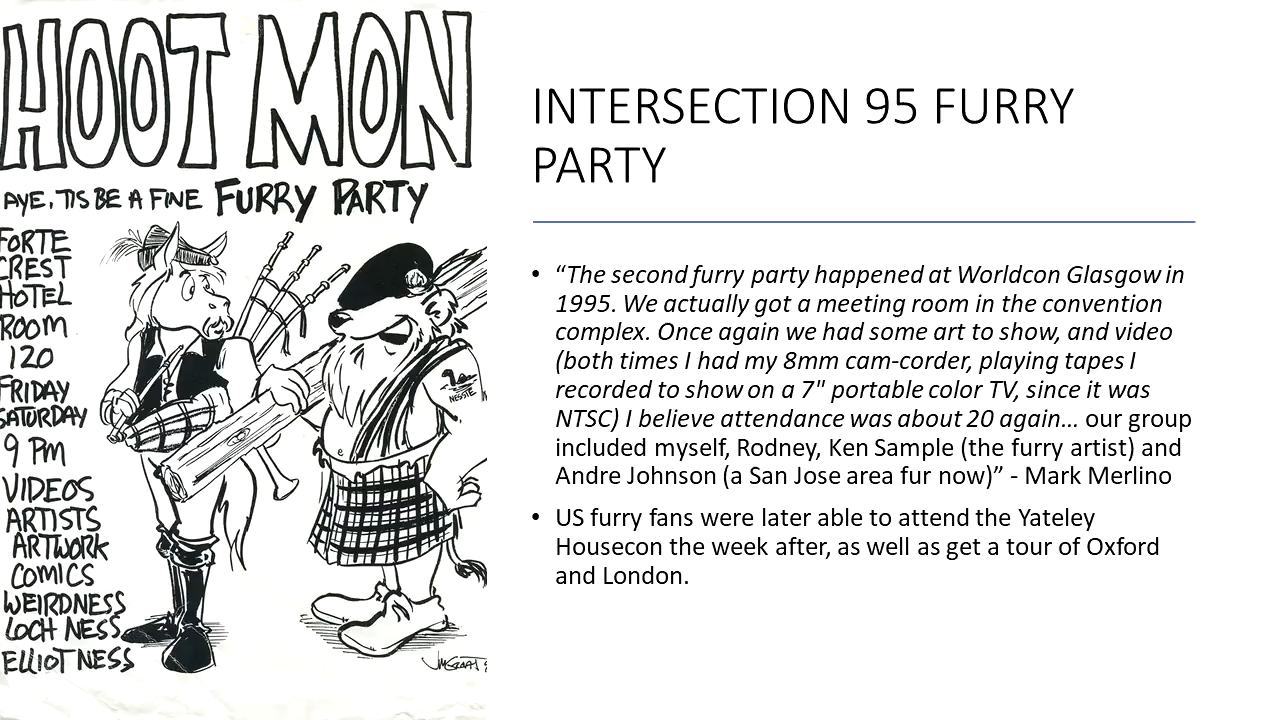 HOOT MON
AYE, TIS BE A FINE FURRY PARTY
FORTE
CREST
HOTEL
ROOM
120
FRIDAY
SATURDAY
9 PM
VIDEOS
ARTISTS
ARTWORK
COMICS
WEIRDNESS
LOCH NESS
ELLIOT NESS
NESSIE
INTERSECTION 95 FURRY
PARTY
• “The second furry party happened at Worldcon Glasgow in
1995. We actually got a meeting room in the convention
complex. Once again we had some art to show, and video
(both times I had my 8mm cam-corder, playing tapes I
recorded to show on a 7" portable color TV, since it was
NTSC) I believe attendance was about 20 again… our group
included myself, Rodney, Ken Sample (the furry artist) and
Andre Johnson (a San Jose area fur now)” - Mark Merlino
• US furry fans were later able to attend the Yateley
Housecon the week after, as well as get a tour of Oxford
and London.